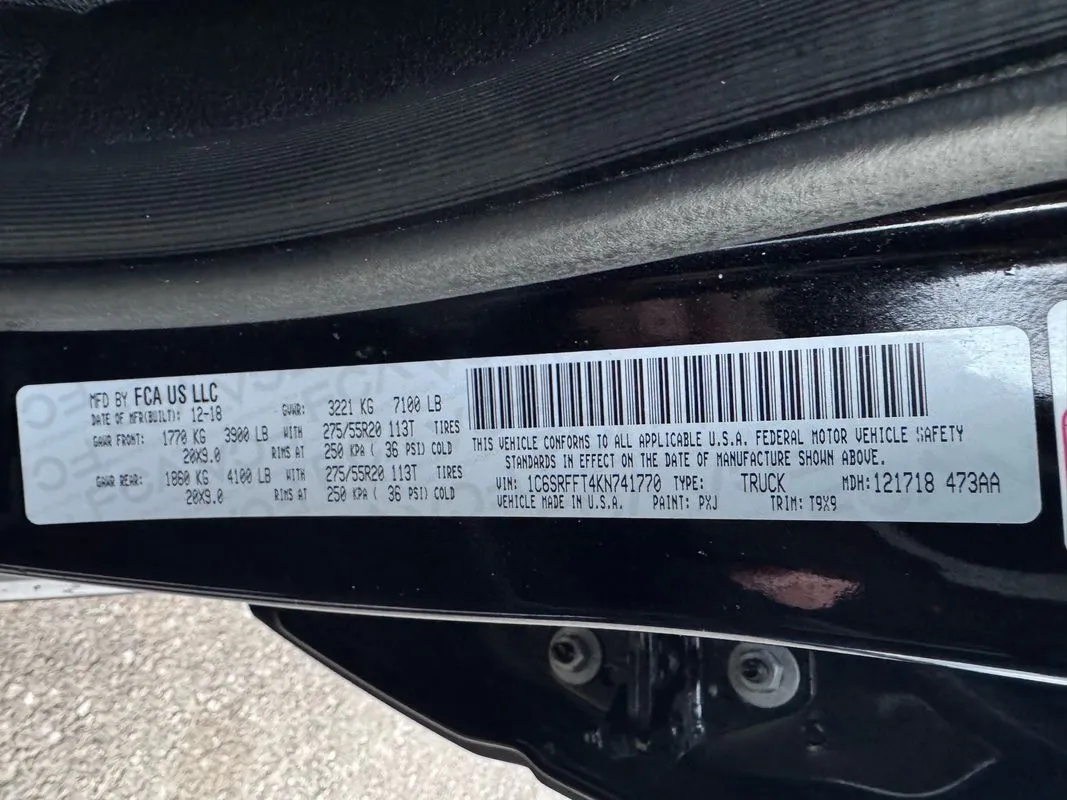 MFD BY FCA US LLC
DATE OF MFR(BUILT): 12-18 GVWR: 3221 KG 7100 LB
GAWR FRONT: 1770 KG 3900 LB WITH 275/55R20 113T TIRES
20X9.0 RIMS AT 250 KPA ( 36 PSI) COLD
GAWR REAR: 1860 KG 4100 LB WITH 275/55R20 113T TIRES
20X9.0 RIMS AT 250 KPA ( 36 PSI) COLD
THIS VEHICLE CONFORMS TO ALL APPLICABLE U.S.A. FEDERAL MOTOR VEHICLE SAFETY
STANDARDS IN EFFECT ON THE DATE OF MANUFACTURE SHOWN ABOVE.
VIN: 1C6SRFFT4KN741770 TYPE: TRUCK MDH: 121718 473AA
VEHICLE MADE IN U.S.A. PAINT: PXJ TRIM: T9X9